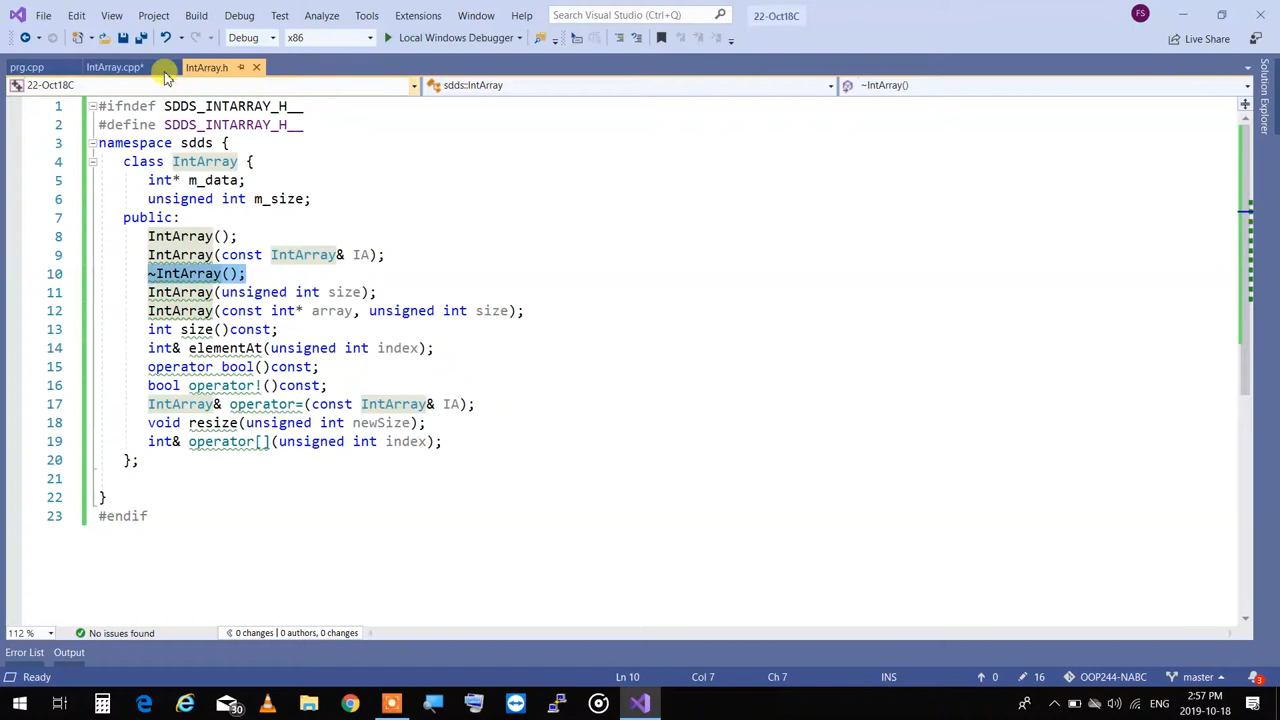 File Edit View Project Build Debug Test Analyze Tools Extensions Window Help Search Visual Studio 22-Oct18C FS
Debug x86 Local Windows Debugger Live Share
prg.cpp IntArray.cpp* IntArray.h
22-Oct18C sdds::IntArray ~IntArray()
1 #ifndef SDDS_INTARRAY_H__
2 #define SDDS_INTARRAY_H__
3 namespace sdds {
4 class IntArray {
5 int* m_data;
6 unsigned int m_size;
7 public:
8 IntArray();
9 IntArray(const IntArray& IA);
10 ~IntArray();
11 IntArray(unsigned int size);
12 IntArray(const int* array, unsigned int size);
13 int size()const;
14 int& elementAt(unsigned int index);
15 operator bool()const;
16 bool operator!()const;
17 IntArray& operator=(const IntArray& IA);
18 void resize(unsigned int newSize);
19 int& operator[](unsigned int index);
20 };
21
22 }
23 #endif
Solution Explorer
112 % No issues found 0 changes | 0 authors, 0 changes
Error List Output
Ready Ln 10 Col 7 Ch 7 INS 0 16 OOP244-NABC master 3
30 ENG 2:57 PM
2019-10-18